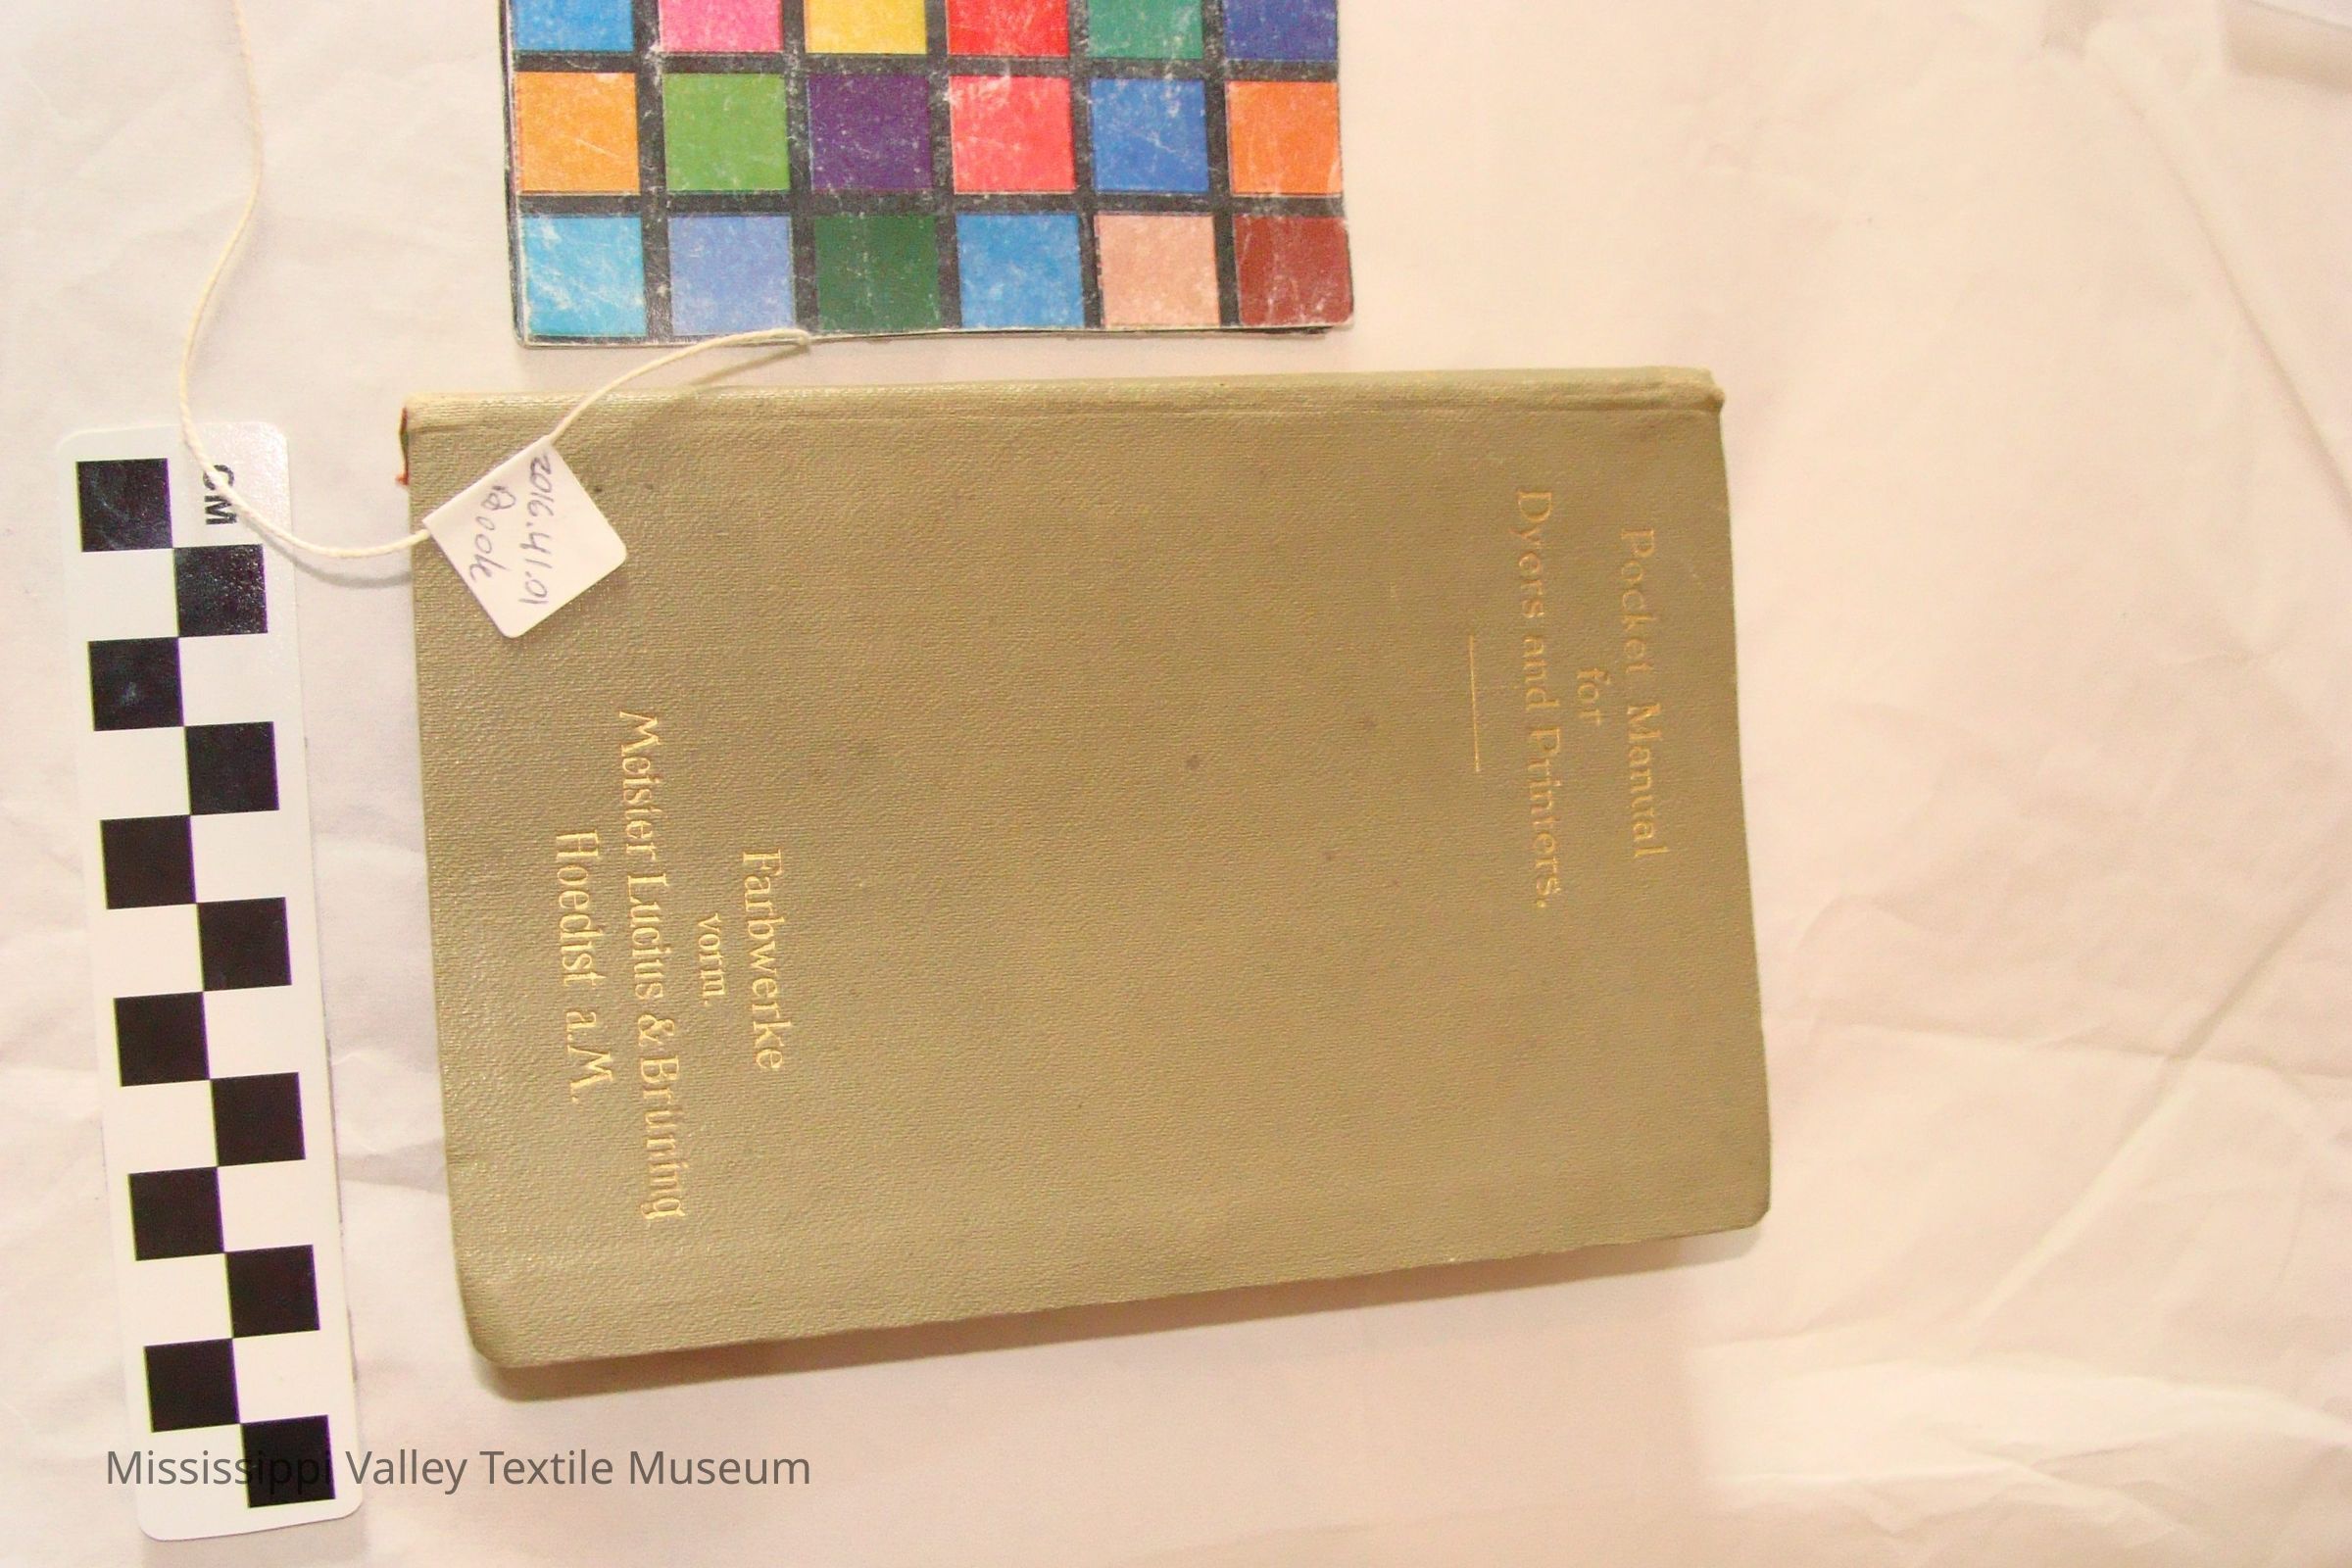 Pocket Manual
for
Dyers and Printers.
Farbwerke
vorm.
Meister Lucius & Brüning
Hoechst a.M.
2016.41.01
Book
CM
Mississippi Valley Textile Museum